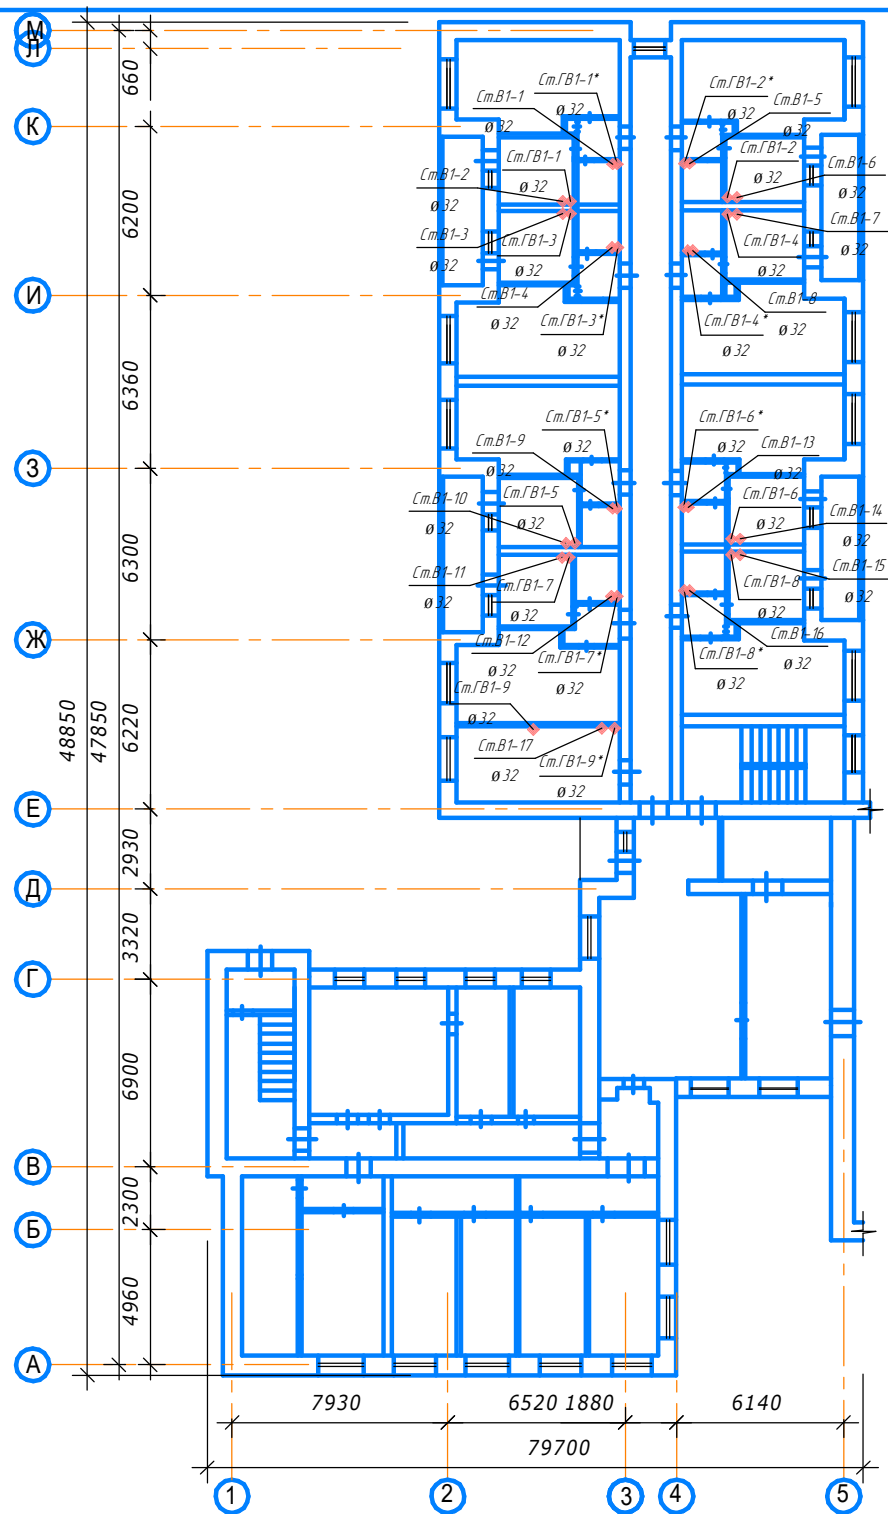 М
Л
К
И
З
Ж
Е
Д
Г
В
Б
А
660
6200
6360
6300
6220
2930
3320
6900
2300
4960
48850
47850
Ст.ГВ1-1*
ø 32
Ст.В1-1
ø 32
Ст.ГВ1-1
ø 32
Ст.В1-2
ø 32
Ст.В1-3
ø 32
Ст.ГВ1-3
ø 32
Ст.В1-4
ø 32
Ст.ГВ1-3*
ø 32
Ст.ГВ1-2*
ø 32
Ст.В1-5
ø 32
Ст.ГВ1-2
ø 32
Ст.В1-6
ø 32
Ст.В1-7
ø 32
Ст.ГВ1-4
ø 32
Ст.В1-8
ø 32
Ст.ГВ1-4*
ø 32
Ст.ГВ1-5*
ø 32
Ст.В1-9
ø 32
Ст.ГВ1-5
ø 32
Ст.В1-10
ø 32
Ст.В1-11
ø 32
Ст.ГВ1-7
ø 32
Ст.В1-12
ø 32
Ст.ГВ1-7*
ø 32
Ст.ГВ1-9
ø 32
Ст.В1-17
ø 32
Ст.ГВ1-9*
ø 32
Ст.ГВ1-6*
ø 32
Ст.В1-13
ø 32
Ст.ГВ1-6
ø 32
Ст.В1-14
ø 32
Ст.В1-15
ø 32
Ст.ГВ1-8
ø 32
Ст.В1-16
ø 32
Ст.ГВ1-8*
ø 32
7930
6520 1880
6140
79700
1
2
3
4
5